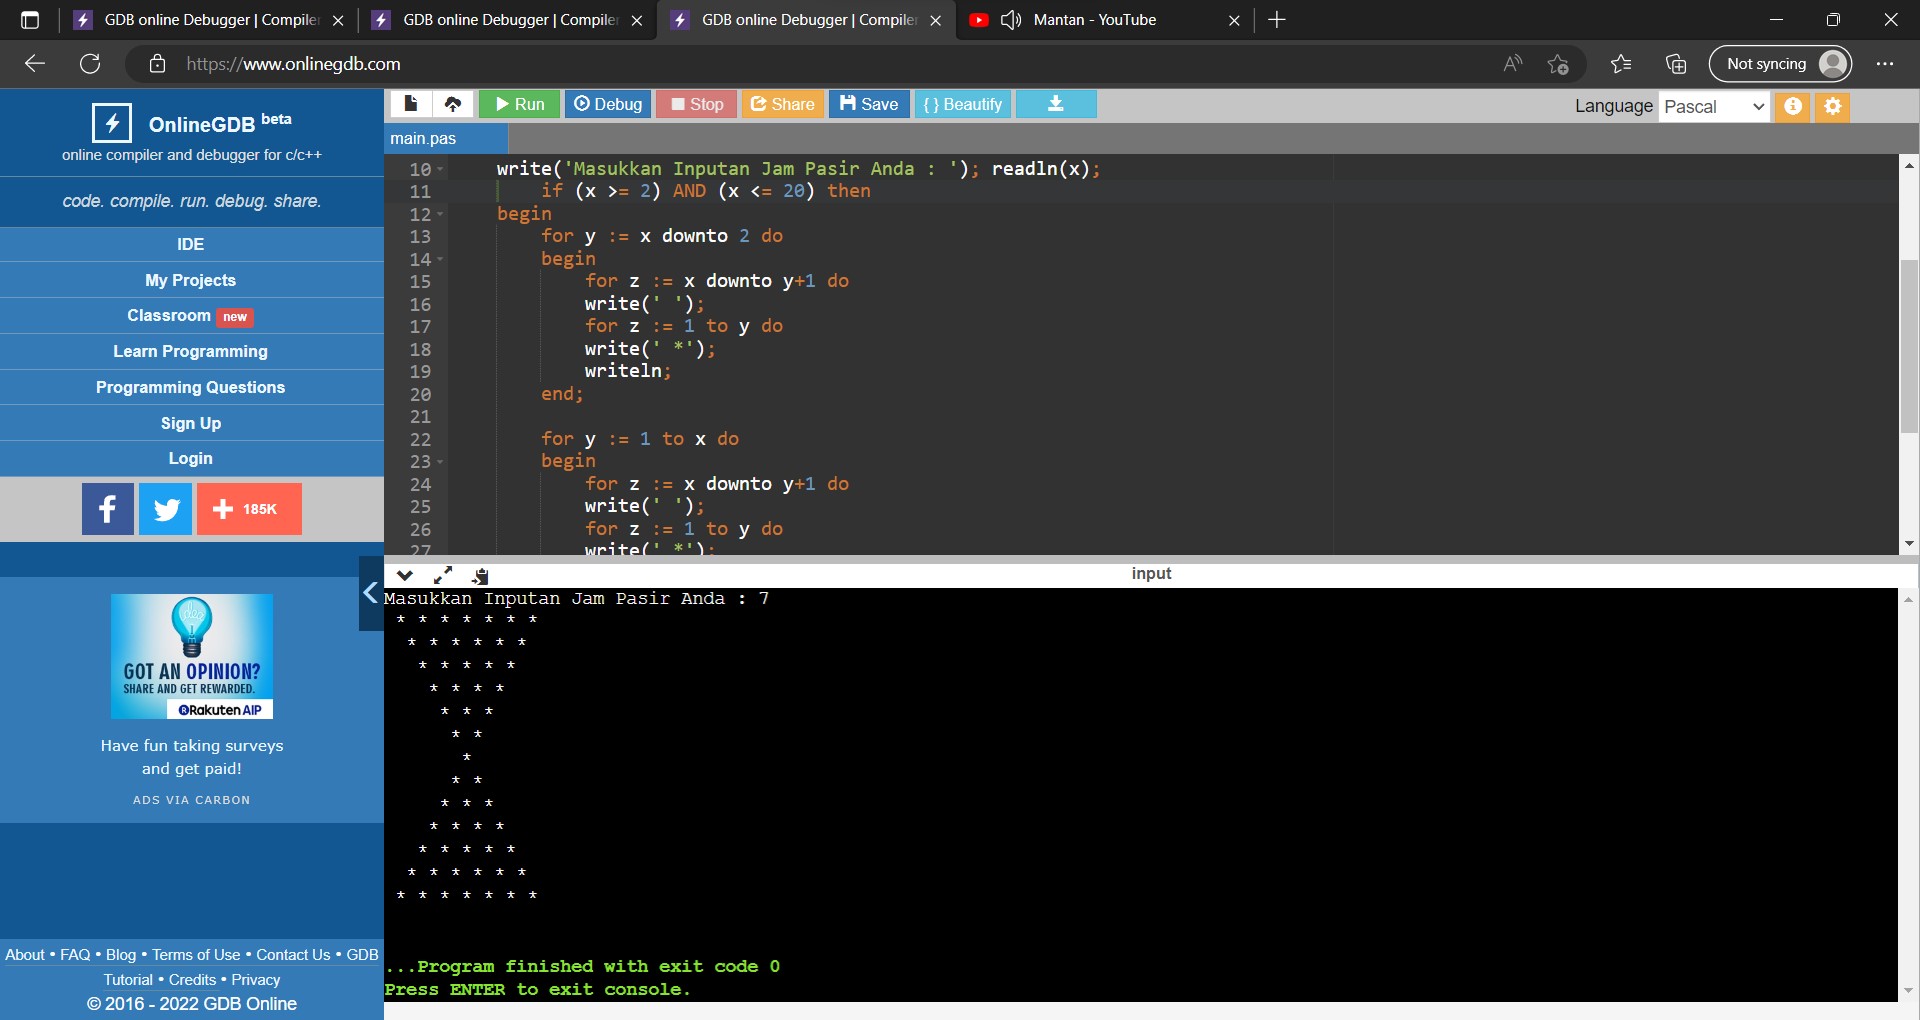 GDB online Debugger | Compiler
GDB online Debugger | Compiler
GDB online Debugger | Compiler
Mantan - YouTube
https://www.onlinegdb.com
Not syncing
OnlineGDB beta
online compiler and debugger for c/c++
code. compile. run. debug. share.
IDE
My Projects
Classroom new
Learn Programming
Programming Questions
Sign Up
Login
185K
GOT AN OPINION?
SHARE AND GET REWARDED.
Rakuten AIP
Have fun taking surveys
and get paid!
ADS VIA CARBON
About • FAQ • Blog • Terms of Use • Contact Us • GDB
Tutorial • Credits • Privacy
© 2016 - 2022 GDB Online
Run Debug Stop Share Save { } Beautify
Language Pascal
main.pas
10 write('Masukkan Inputan Jam Pasir Anda : '); readln(x);
11 if (x >= 2) AND (x <= 20) then
12 begin
13 for y := x downto 2 do
14 begin
15 for z := x downto y+1 do
16 write(' ');
17 for z := 1 to y do
18 write(' *');
19 writeln;
20 end;
21
22 for y := 1 to x do
23 begin
24 for z := x downto y+1 do
25 write(' ');
26 for z := 1 to y do
27 write(' *');
input
Masukkan Inputan Jam Pasir Anda : 7
* * * * * * *
* * * * * *
* * * * *
* * * *
* * *
* *
*
* *
* * *
* * * *
* * * * *
* * * * * *
* * * * * * *
...Program finished with exit code 0
Press ENTER to exit console.